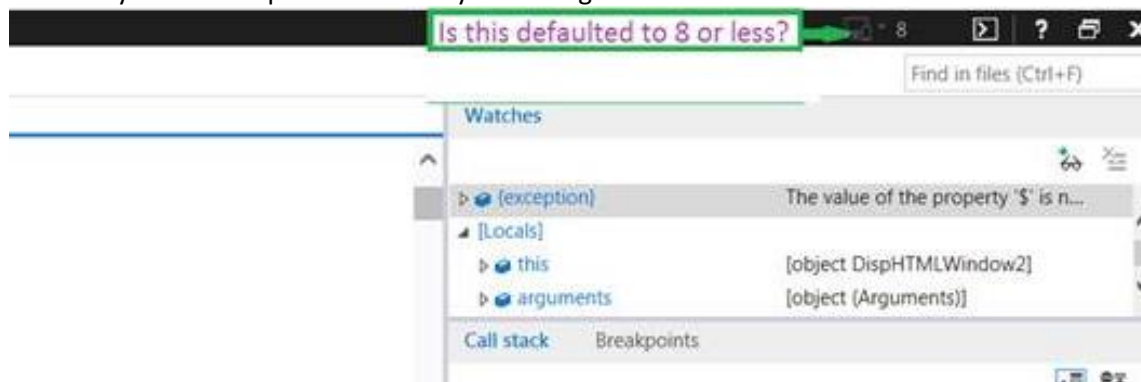 Is this defaulted to 8 or less?
8
?
Find in files (Ctrl+F)
Watches
{exception} The value of the property '$' is n...
[Locals]
this [object DispHTMLWindow2]
arguments [object (Arguments)]
Call stack Breakpoints